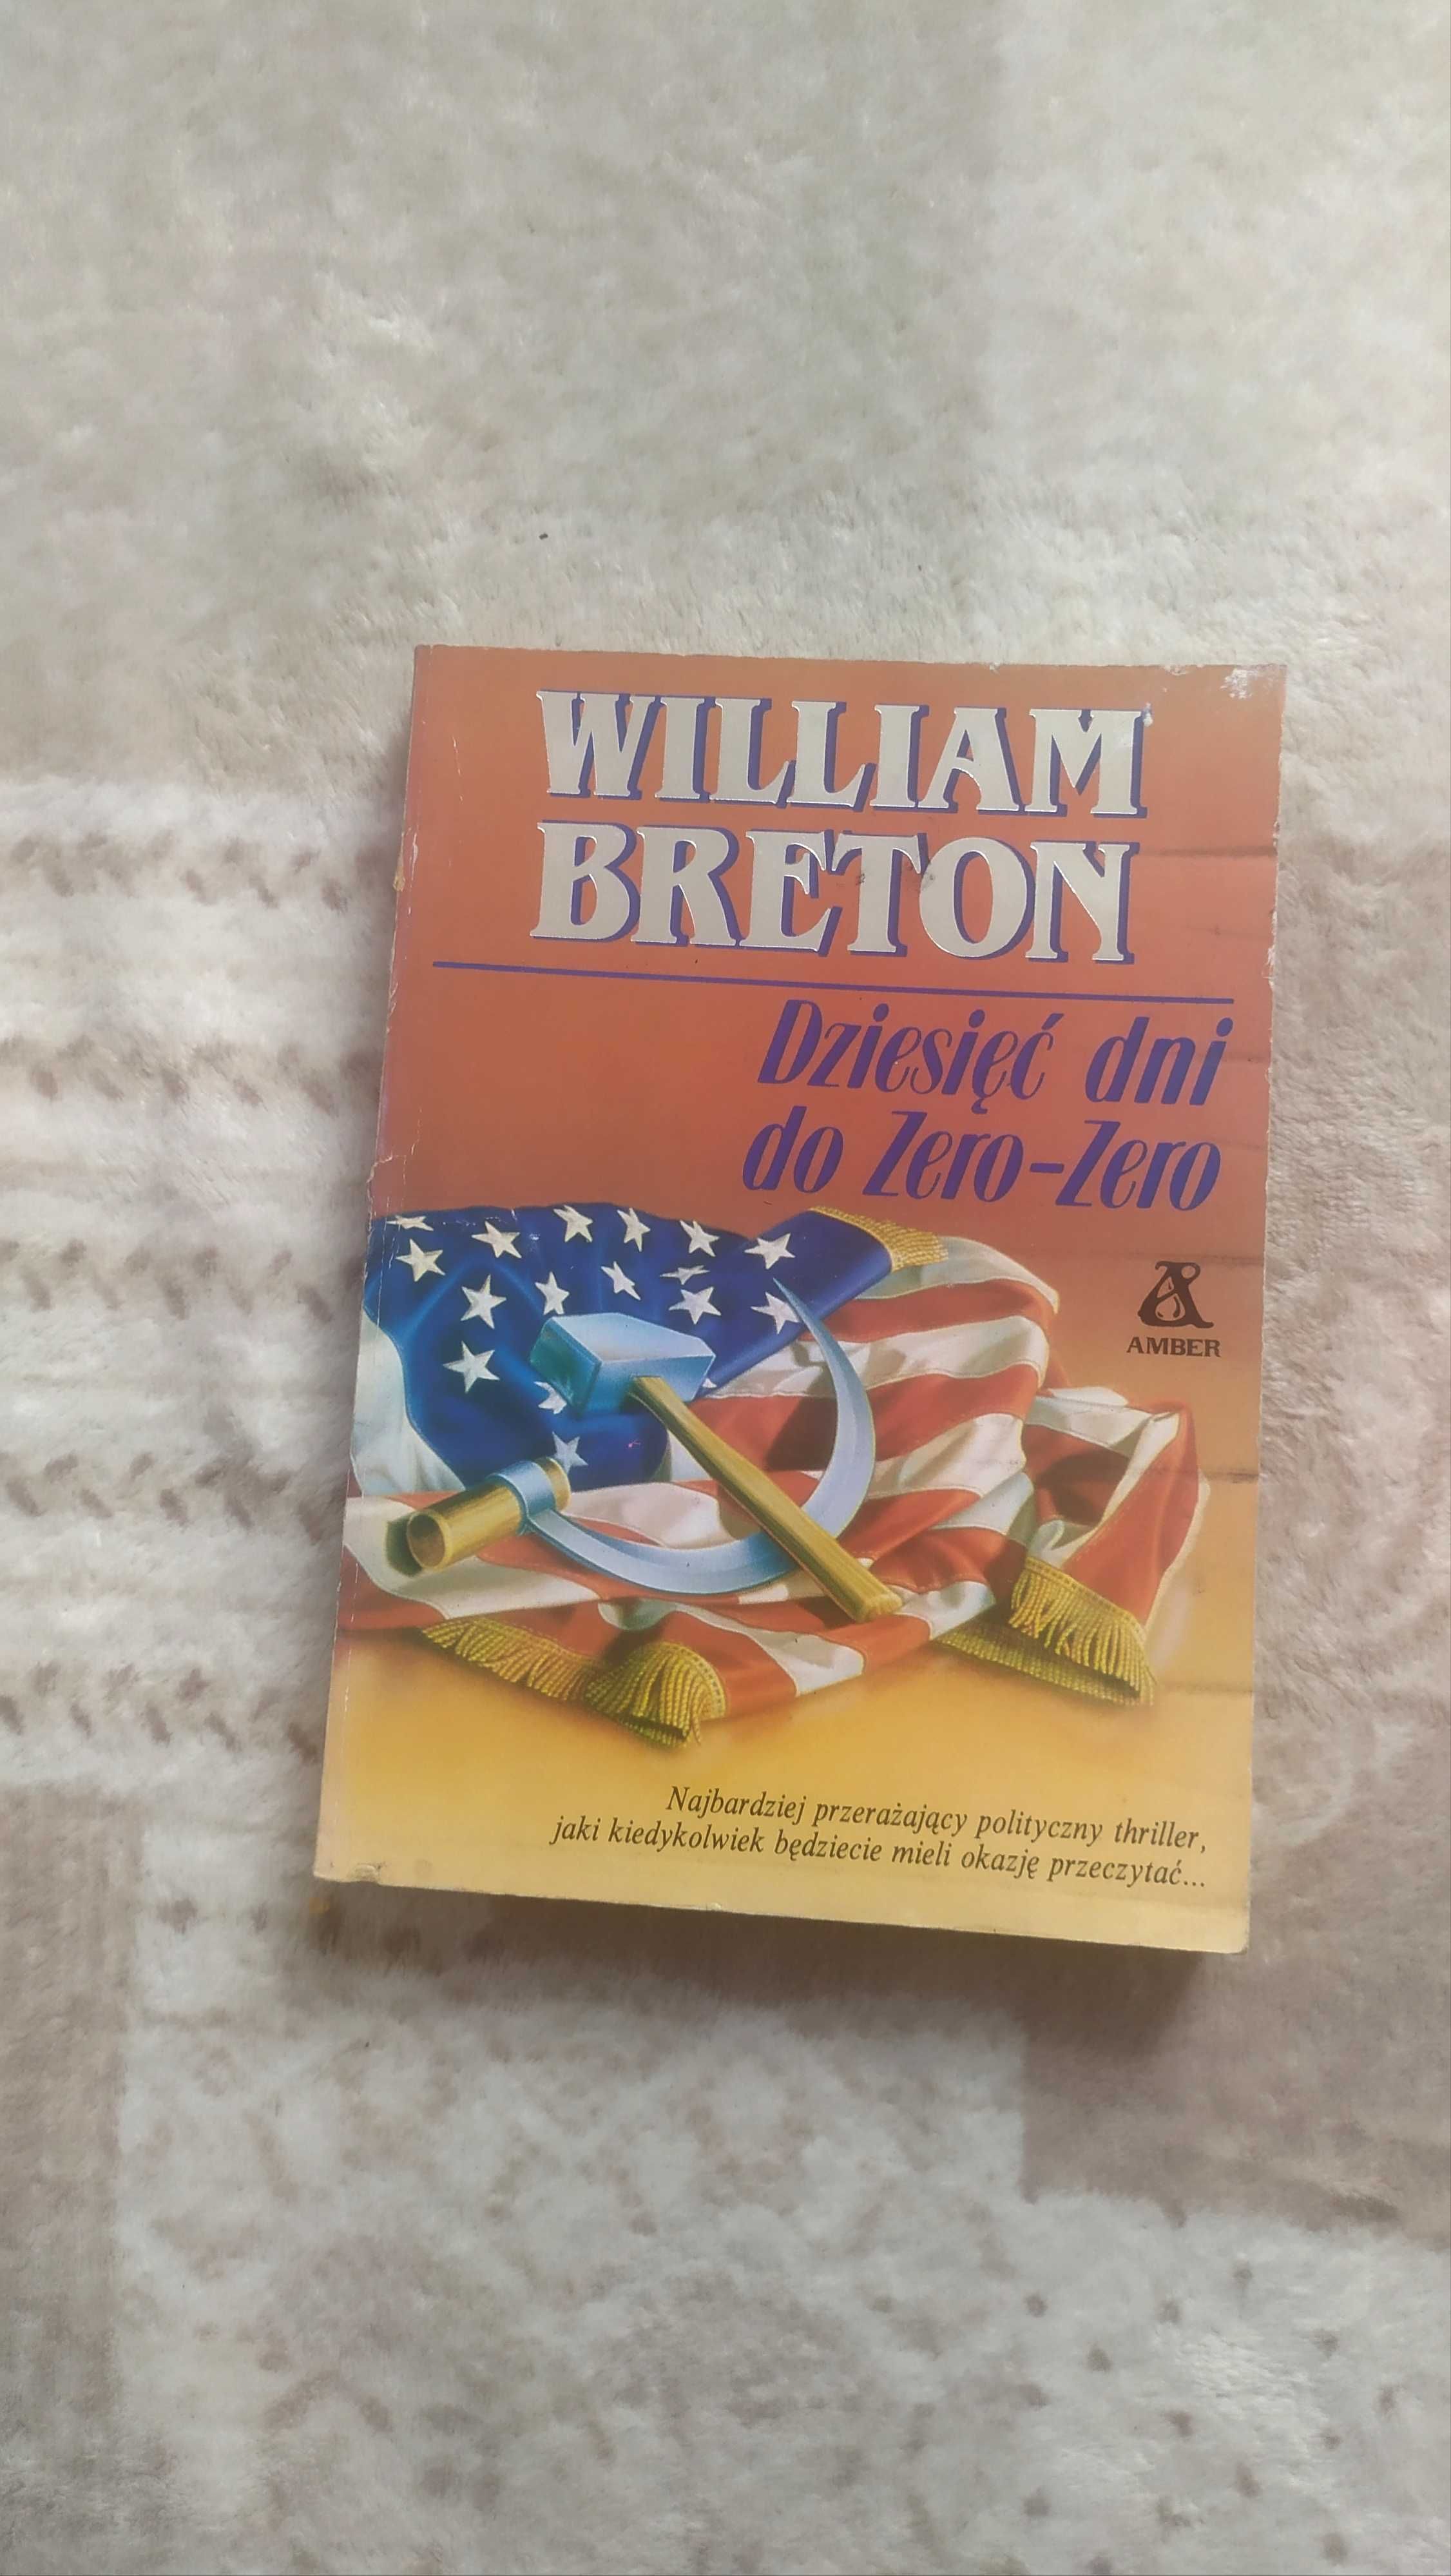 WILLIAM
BRETON
Dziesięć dni
do Zero-Zero
AMBER
Najbardziej przerażający polityczny thriller,
jaki kiedykolwiek będziecie mieli okazję przeczytać...